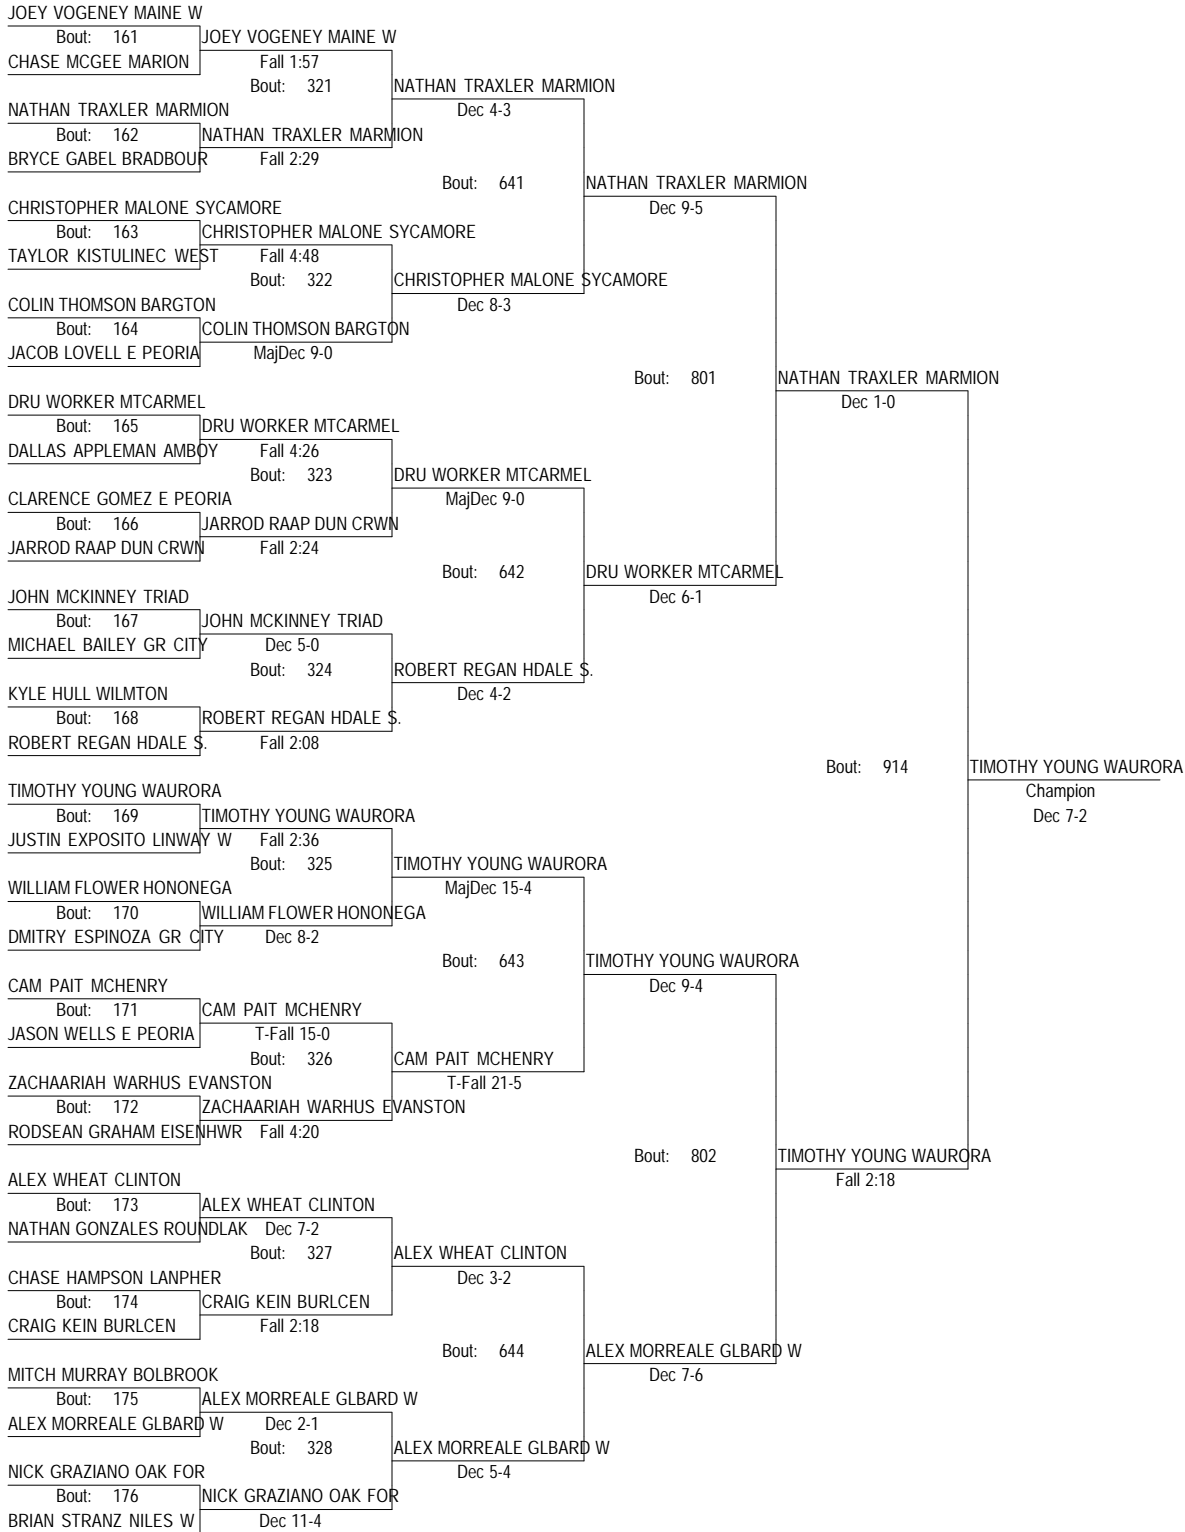 JOEY VOGENEY MAINE W
Bout: 161 JOEY VOGENEY MAINE W
CHASE MCGEE MARION Fall 1:57
Bout: 321 NATHAN TRAXLER MARMION
NATHAN TRAXLER MARMION Dec 4-3
Bout: 162 NATHAN TRAXLER MARMION
BRYCE GABEL BRADBOUR Fall 2:29
Bout: 641 NATHAN TRAXLER MARMION
CHRISTOPHER MALONE SYCAMORE Dec 9-5
Bout: 163 CHRISTOPHER MALONE SYCAMORE
TAYLOR KISTULINEC WEST Fall 4:48
Bout: 322 CHRISTOPHER MALONE SYCAMORE
COLIN THOMSON BARGTON Dec 8-3
Bout: 164 COLIN THOMSON BARGTON
JACOB LOVELL E PEORIA MajDec 9-0
Bout: 801 NATHAN TRAXLER MARMION
DRU WORKER MTCARMEL Dec 1-0
Bout: 165 DRU WORKER MTCARMEL
DALLAS APPLEMAN AMBOY Fall 4:26
Bout: 323 DRU WORKER MTCARMEL
CLARENCE GOMEZ E PEORIA MajDec 9-0
Bout: 166 JARROD RAAP DUN CRWN
JARROD RAAP DUN CRWN Fall 2:24
Bout: 642 DRU WORKER MTCARMEL
JOHN MCKINNEY TRIAD Dec 6-1
Bout: 167 JOHN MCKINNEY TRIAD
MICHAEL BAILEY GR CITY Dec 5-0
Bout: 324 ROBERT REGAN HDALE S.
KYLE HULL WILMTON Dec 4-2
Bout: 168 ROBERT REGAN HDALE S.
ROBERT REGAN HDALE S. Fall 2:08
Bout: 914 TIMOTHY YOUNG WAURORA
TIMOTHY YOUNG WAURORA Champion
Bout: 169 TIMOTHY YOUNG WAURORA Dec 7-2
JUSTIN EXPOSITO LINWAY W Fall 2:36
Bout: 325 TIMOTHY YOUNG WAURORA
WILLIAM FLOWER HONONEGA MajDec 15-4
Bout: 170 WILLIAM FLOWER HONONEGA
DMITRY ESPINOZA GR CITY Dec 8-2
Bout: 643 TIMOTHY YOUNG WAURORA
CAM PAIT MCHENRY Dec 9-4
Bout: 171 CAM PAIT MCHENRY
JASON WELLS E PEORIA T-Fall 15-0
Bout: 326 CAM PAIT MCHENRY
ZACHAARIAH WARHUS EVANSTON T-Fall 21-5
Bout: 172 ZACHAARIAH WARHUS EVANSTON
RODSEAN GRAHAM EISENHWR Fall 4:20
Bout: 802 TIMOTHY YOUNG WAURORA
ALEX WHEAT CLINTON Fall 2:18
Bout: 173 ALEX WHEAT CLINTON
NATHAN GONZALES ROUNDLAK Dec 7-2
Bout: 327 ALEX WHEAT CLINTON
CHASE HAMPSON LANPHER Dec 3-2
Bout: 174 CRAIG KEIN BURLCEN
CRAIG KEIN BURLCEN Fall 2:18
Bout: 644 ALEX MORREALE GLBARD W
MITCH MURRAY BOLBROOK Dec 7-6
Bout: 175 ALEX MORREALE GLBARD W
ALEX MORREALE GLBARD W Dec 2-1
Bout: 328 ALEX MORREALE GLBARD W
NICK GRAZIANO OAK FOR Dec 5-4
Bout: 176 NICK GRAZIANO OAK FOR
BRIAN STRANZ NILES W Dec 11-4